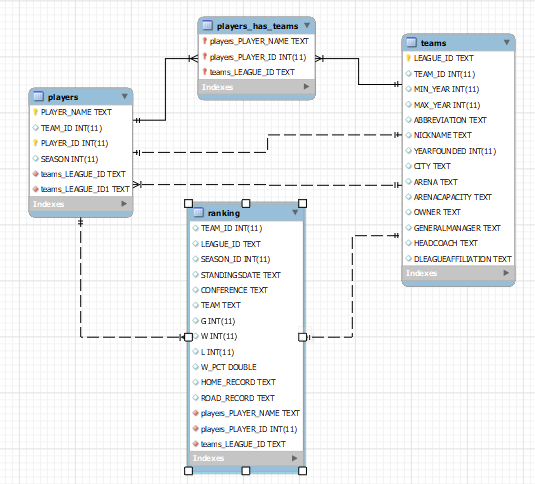 players_has_teams
players_PLAYER_NAME TEXT
players_PLAYER_ID INT(11)
teams_LEAGUE_ID TEXT
Indexes
teams
LEAGUE_ID TEXT
TEAM_ID INT(11)
MIN_YEAR INT(11)
MAX_YEAR INT(11)
ABBREVIATION TEXT
NICKNAME TEXT
YEARFOUNDED INT(11)
CITY TEXT
ARENA TEXT
ARENACAPACITY TEXT
OWNER TEXT
GENERALMANAGER TEXT
HEADCOACH TEXT
DLEAGUEAFFILIATION TEXT
Indexes
players
PLAYER_NAME TEXT
TEAM_ID INT(11)
PLAYER_ID INT(11)
SEASON INT(11)
teams_LEAGUE_ID TEXT
teams_LEAGUE_ID1 TEXT
Indexes
ranking
TEAM_ID INT(11)
LEAGUE_ID TEXT
SEASON_ID INT(11)
STANDINGSDATE TEXT
CONFERENCE TEXT
TEAM TEXT
G INT(11)
W INT(11)
L INT(11)
W_PCT DOUBLE
HOME_RECORD TEXT
ROAD_RECORD TEXT
players_PLAYER_NAME TEXT
players_PLAYER_ID INT(11)
teams_LEAGUE_ID TEXT
Indexes